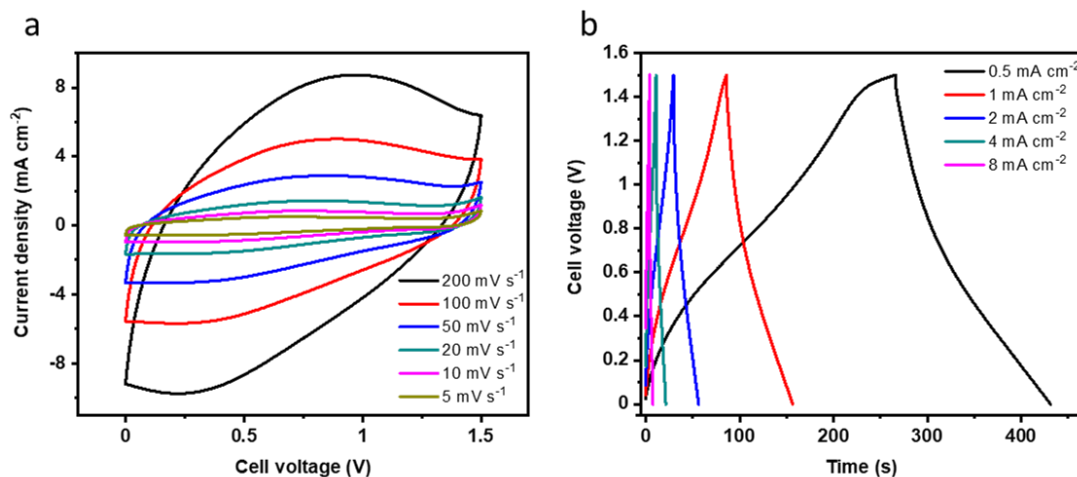 a
8
4
0
-4
-8
Current density (mA cm⁻²)
200 mV s⁻¹
100 mV s⁻¹
50 mV s⁻¹
20 mV s⁻¹
10 mV s⁻¹
5 mV s⁻¹
0 0.5 1 1.5
Cell voltage (V)
b
1.6
1.4
1.2
1.0
0.8
0.6
0.4
0.2
0
Cell voltage (V)
0.5 mA cm⁻²
1 mA cm⁻²
2 mA cm⁻²
4 mA cm⁻²
8 mA cm⁻²
0 100 200 300 400
Time (s)